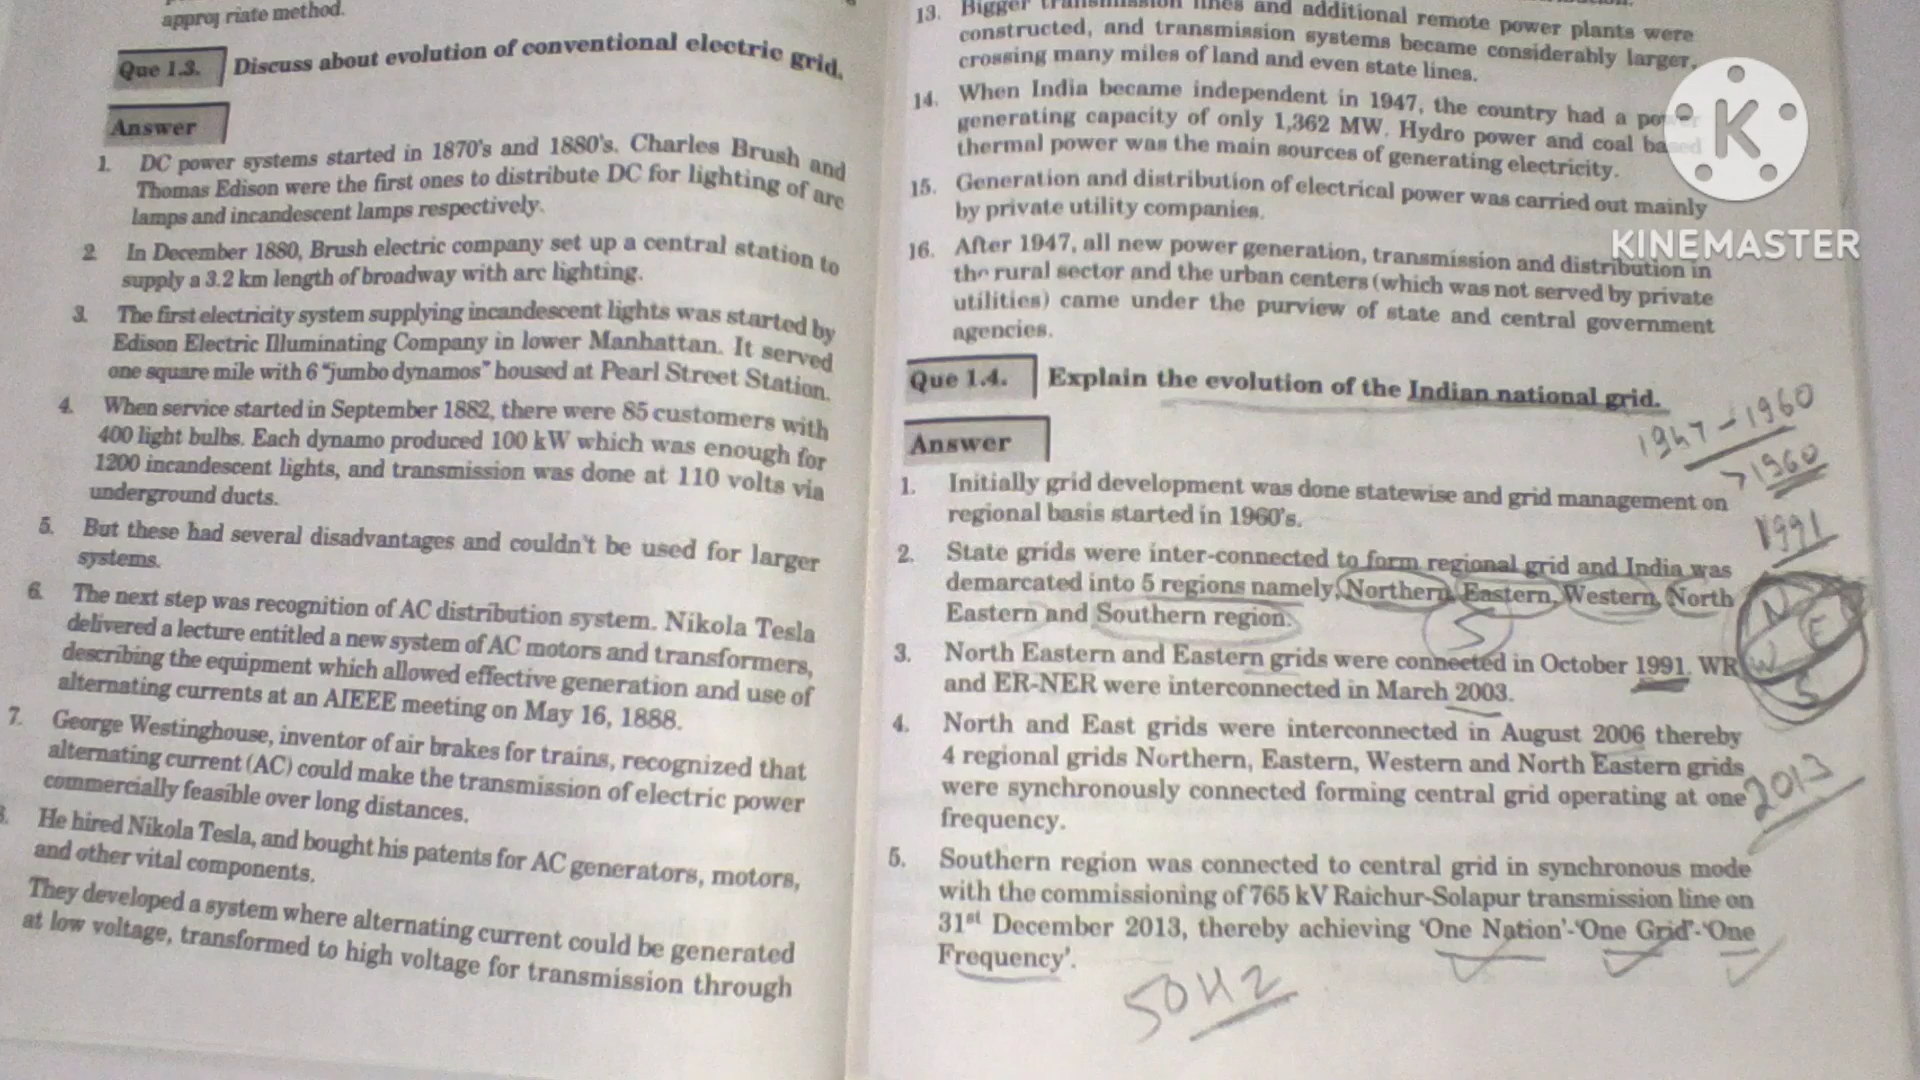 appropriate method.
Que 1.3. Discuss about evolution of conventional electric grid.
Answer
1. DC power systems started in 1870's and 1880's. Charles Brush and
Thomas Edison were the first ones to distribute DC for lighting of arc
lamps and incandescent lamps respectively.
2. In December 1880, Brush electric company set up a central station to
supply a 3.2 km length of broadway with arc lighting.
3. The first electricity system supplying incandescent lights was started by
Edison Electric Illuminating Company in lower Manhattan. It served
one square mile with 6 "jumbo dynamos" housed at Pearl Street Station.
4. When service started in September 1882, there were 85 customers with
400 light bulbs. Each dynamo produced 100 kW which was enough for
1200 incandescent lights, and transmission was done at 110 volts via
underground ducts.
5. But these had several disadvantages and couldn't be used for larger
systems.
6. The next step was recognition of AC distribution system. Nikola Tesla
delivered a lecture entitled a new system of AC motors and transformers,
describing the equipment which allowed effective generation and use of
alternating currents at an AIEEE meeting on May 16, 1888.
7. George Westinghouse, inventor of air brakes for trains, recognized that
alternating current (AC) could make the transmission of electric power
commercially feasible over long distances.
He hired Nikola Tesla, and bought his patents for AC generators, motors,
and other vital components.
They developed a system where alternating current could be generated
at low voltage, transformed to high voltage for transmission through
13. Bigger transmission lines and additional remote power plants were
constructed, and transmission systems became considerably larger,
crossing many miles of land and even state lines.
14. When India became independent in 1947, the country had a power
generating capacity of only 1,362 MW. Hydro power and coal based
thermal power was the main sources of generating electricity.
15. Generation and distribution of electrical power was carried out mainly
by private utility companies.
16. After 1947, all new power generation, transmission and distribution in
the rural sector and the urban centers (which was not served by private
utilities) came under the purview of state and central government
agencies.
K
KINEMASTER
Que 1.4. Explain the evolution of the Indian national grid.
1947 - 1960
>1960
Answer
1. Initially grid development was done statewise and grid management on
regional basis started in 1960's.
1991
2. State grids were inter-connected to form regional grid and India was
demarcated into 5 regions namely, Northern, Eastern, Western, North
Eastern and Southern region.
5
N
E
W
S
3. North Eastern and Eastern grids were connected in October 1991. WR
and ER-NER were interconnected in March 2003.
4. North and East grids were interconnected in August 2006 thereby
4 regional grids Northern, Eastern, Western and North Eastern grids
were synchronously connected forming central grid operating at one
frequency.
2013
5. Southern region was connected to central grid in synchronous mode
with the commissioning of 765 kV Raichur-Solapur transmission line on
31st December 2013, thereby achieving 'One Nation'-'One Grid'-'One
Frequency'.
50HZ